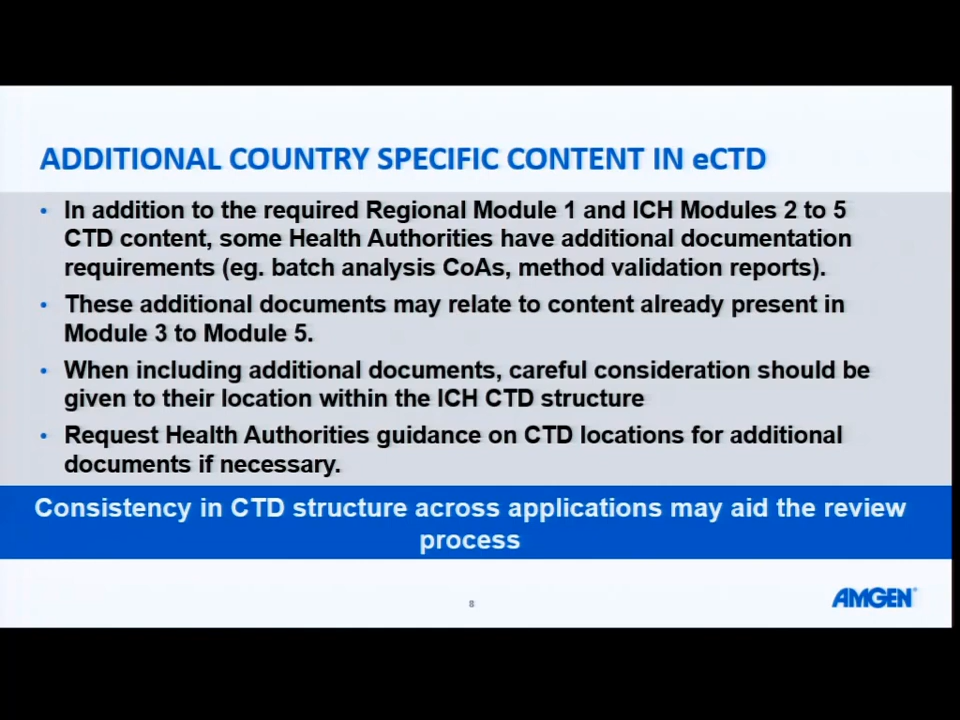 ADDITIONAL COUNTRY SPECIFIC CONTENT IN eCTD
• In addition to the required Regional Module 1 and ICH Modules 2 to 5
CTD content, some Health Authorities have additional documentation
requirements (eg. batch analysis CoAs, method validation reports).
• These additional documents may relate to content already present in
Module 3 to Module 5.
• When including additional documents, careful consideration should be
given to their location within the ICH CTD structure
• Request Health Authorities guidance on CTD locations for additional
documents if necessary.
Consistency in CTD structure across applications may aid the review
process
8
AMGEN®